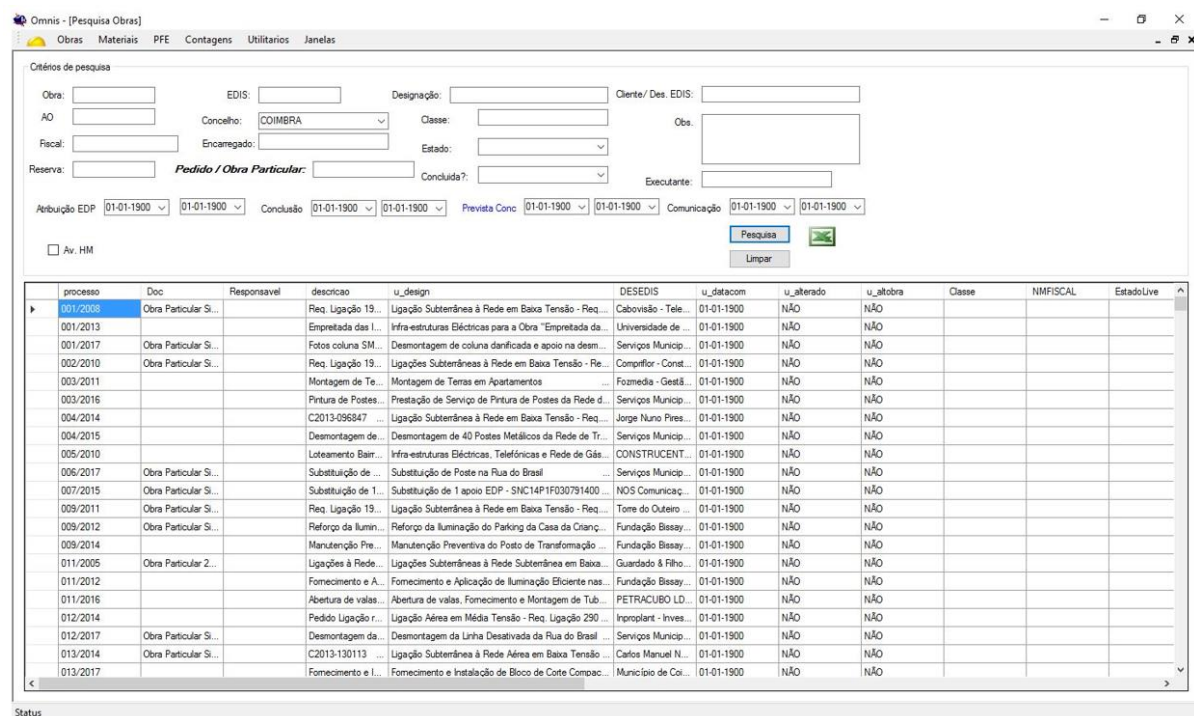 Omnis - [Pesquisa Obras]
Obras Materiais PFE Contagens Utilitarios Janelas
Critérios de pesquisa
Obra: EDIS: Designação: Cliente/ Des. EDIS:
AO Concelho: COIMBRA Classe: Obs.
Fiscal: Encarregado: Estado:
Reserva: Pedido / Obra Particular: Concluida?: Executante:
Atribuição EDP 01-01-1900 01-01-1900 Conclusão 01-01-1900 01-01-1900 Prevista Conc 01-01-1900 01-01-1900 Comunicação 01-01-1900 01-01-1900
Pesquisa
Av. HM
Limpar
processo Doc Responsavel descricao u_design DESEDIS u_datacom u_alterado u_altobra Classe NMFISCAL EstadoLive
001/2008 Obra Particular Si... Req. Ligação 19... Ligação Subterrânea à Rede em Baixa Tensão - Req.... Cabovisão - Tele... 01-01-1900 NÃO NÃO
001/2013 Empreitada das I... Infra-estruturas Eléctricas para a Obra "Empreitada da... Universidade de ... 01-01-1900 NÃO NÃO
001/2017 Obra Particular Si... Fotos coluna SM... Desmontagem de coluna danificada e apoio na desm... Serviços Municip... 01-01-1900 NÃO NÃO
002/2010 Obra Particular Si... Req. Ligação 19... Ligações Subterrâneas à Rede em Baixa Tensão - Re... Compriflor - Const... 01-01-1900 NÃO NÃO
003/2011 Montagem de Te... Montagem de Terras em Apartamentos ... Fozmedia - Gestã... 01-01-1900 NÃO NÃO
003/2016 Pintura de Postes... Prestação de Serviço de Pintura de Postes da Rede d... Serviços Municip... 01-01-1900 NÃO NÃO
004/2014 C2013-096847 ... Ligação Subterrânea à Rede em Baixa Tensão - Req.... Jorge Nuno Pires... 01-01-1900 NÃO NÃO
004/2015 Desmontagem de... Desmontagem de 40 Postes Metálicos da Rede de Tr... Serviços Municip... 01-01-1900 NÃO NÃO
005/2010 Loteamento Bairr... Infra-estruturas Eléctricas, Telefónicas e Rede de Gás... CONSTRUCENT... 01-01-1900 NÃO NÃO
006/2017 Obra Particular Si... Substituiição de ... Substituição de Poste na Rua do Brasil ... Serviços Municip... 01-01-1900 NÃO NÃO
007/2015 Obra Particular Si... Substituição de 1... Substituição de 1 apoio EDP - SNC14P1F030791400 ... NOS Comunicaç... 01-01-1900 NÃO NÃO
009/2011 Obra Particular Si... Req. Ligação 19... Ligação Subterrânea à Rede em Baixa Tensão - Req.... Torre do Outeiro ... 01-01-1900 NÃO NÃO
009/2012 Obra Particular Si... Reforço da Ilumin... Reforço da Iluminação do Parking da Casa da Crianç... Fundação Bissay... 01-01-1900 NÃO NÃO
009/2014 Manutenção Pre... Manutenção Preventiva do Posto de Transformação ... Fundação Bissay... 01-01-1900 NÃO NÃO
011/2005 Obra Particular 2... Ligações à Rede... Ligações Subterrâneas à Rede Subterrânea em Baixa... Guardado & Filho... 01-01-1900 NÃO NÃO
011/2012 Fornecimento e A... Fornecimento e Aplicação de Iluminação Eficiente nas... Fundação Bissay... 01-01-1900 NÃO NÃO
011/2016 Abertura de valas... Abertura de valas, Fornecimento e Montagem de Tub... PETRACUBO LD... 01-01-1900 NÃO NÃO
012/2014 Pedido Ligação r... Ligação Aérea em Média Tensão - Req. Ligação 290 ... Inproplant - Inves... 01-01-1900 NÃO NÃO
012/2017 Obra Particular Si... Desmontagem da... Desmontagem da Linha Desativada da Rua do Brasil ... Serviços Municip... 01-01-1900 NÃO NÃO
013/2014 Obra Particular Si... C2013-130113 ... Ligação Subterrânea à Rede Aérea em Baixa Tensão ... Carlos Manuel N... 01-01-1900 NÃO NÃO
013/2017 Fornecimento e I... Fornecimento e Instalação de Bloco de Corte Compac... Município de Coi... 01-01-1900 NÃO NÃO
Status